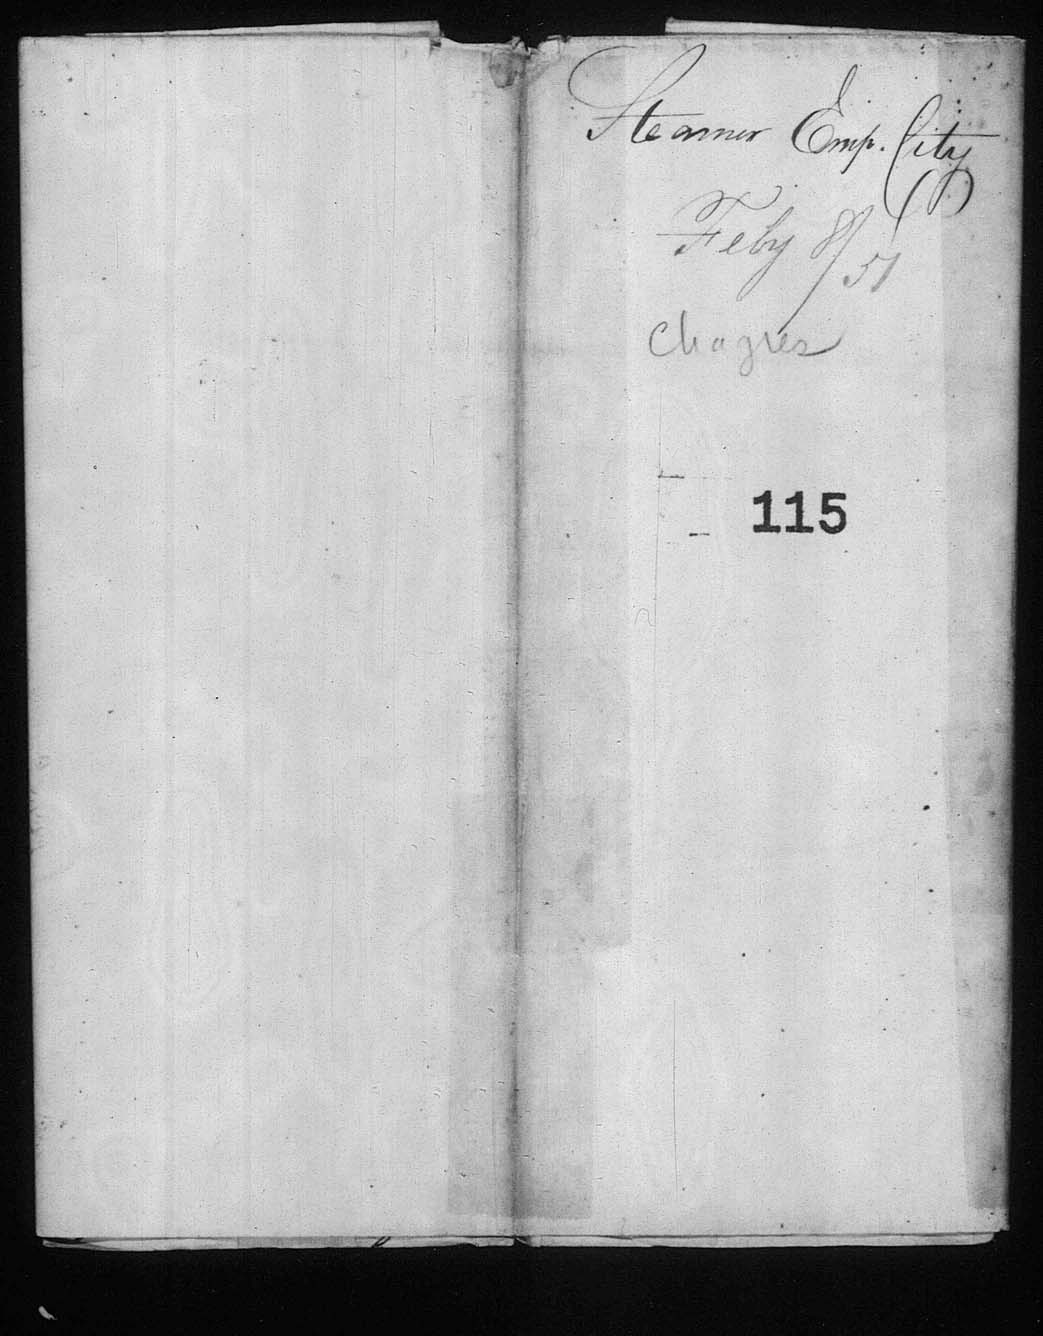 Steamer Emp. City
Feby 8/51
Chagres
115